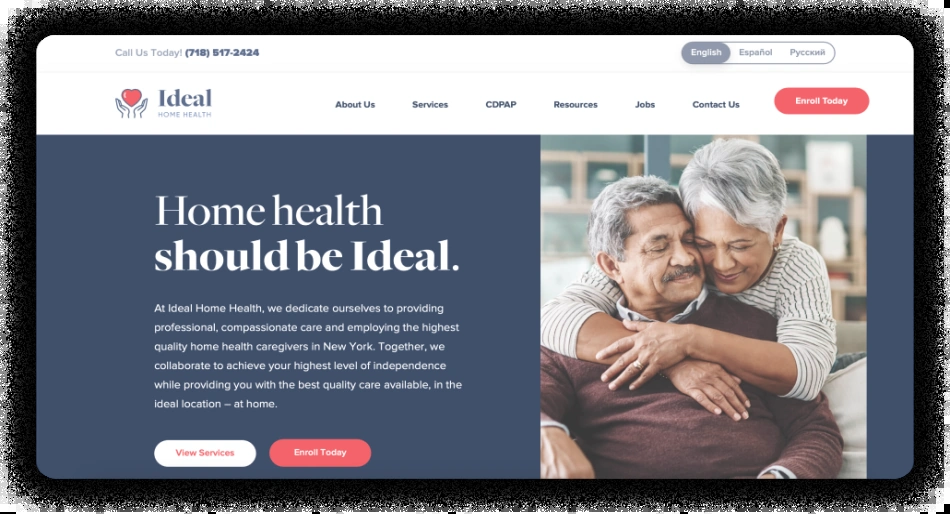 Call Us Today! (718) 517-2424
English Español Русский
Ideal
HOME HEALTH
About Us Services CDPAP Resources Jobs Contact Us Enroll Today
Home health
should be Ideal.
At Ideal Home Health, we dedicate ourselves to providing
professional, compassionate care and employing the highest
quality home health caregivers in New York. Together, we
collaborate to achieve your highest level of independence
while providing you with the best quality care available, in the
ideal location – at home.
View Services Enroll Today